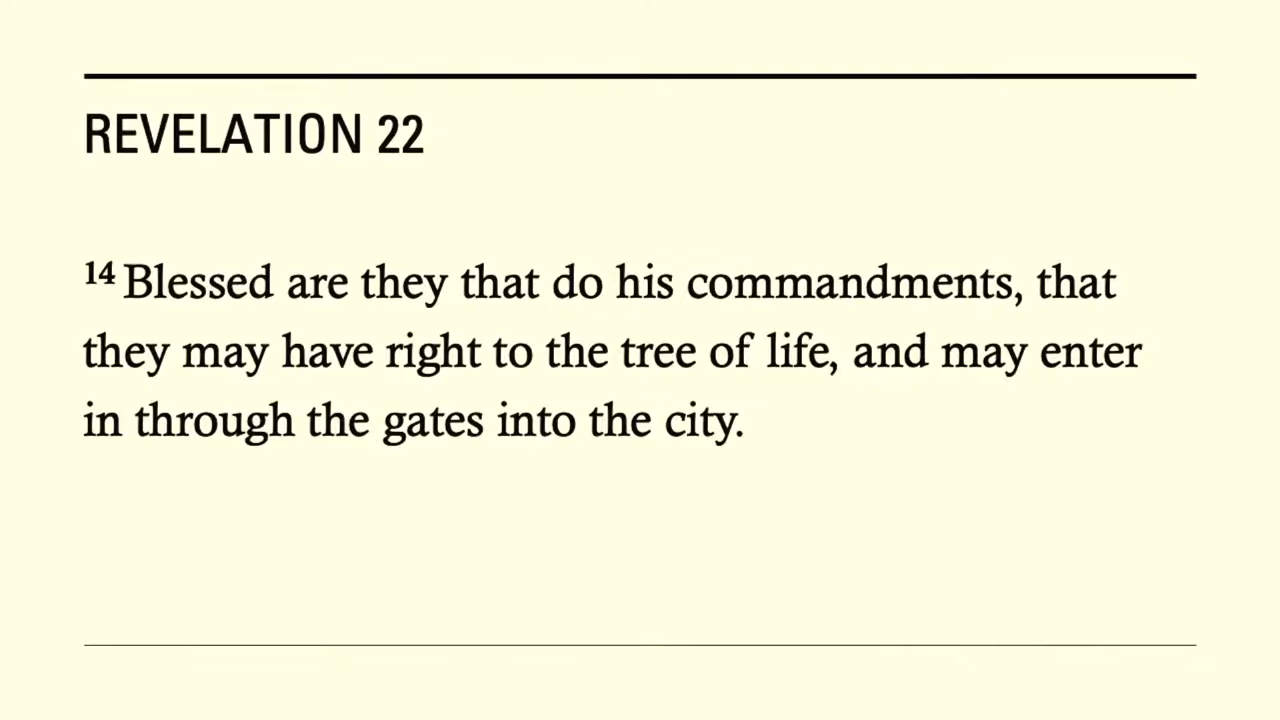 REVELATION 22
14 Blessed are they that do his commandments, that
they may have right to the tree of life, and may enter
in through the gates into the city.